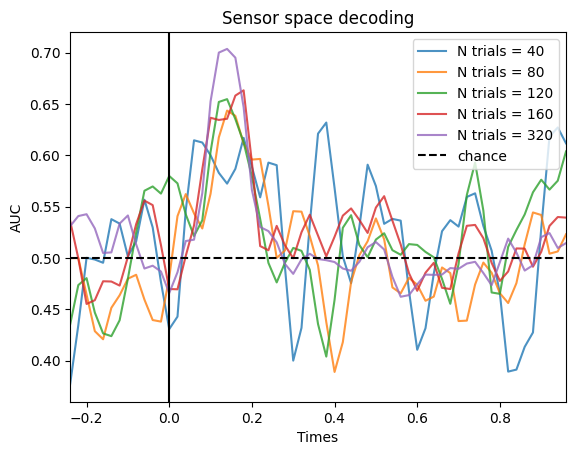 Sensor space decoding
AUC
0.70
0.65
0.60
0.55
0.50
0.45
0.40
N trials = 40
N trials = 80
N trials = 120
N trials = 160
N trials = 320
chance
−0.2
0.0
0.2
0.4
0.6
0.8
Times